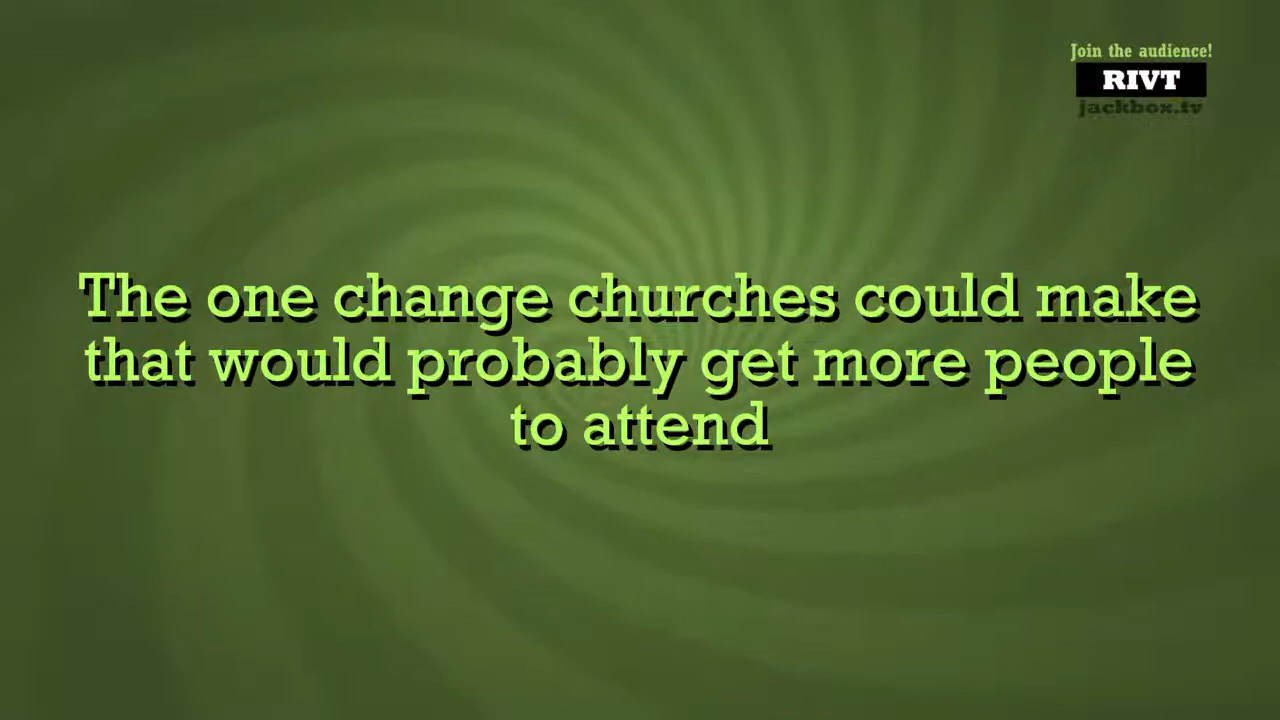 Join the audience!
RIVT
jackbox.tv
The one change churches could make
that would probably get more people
to attend